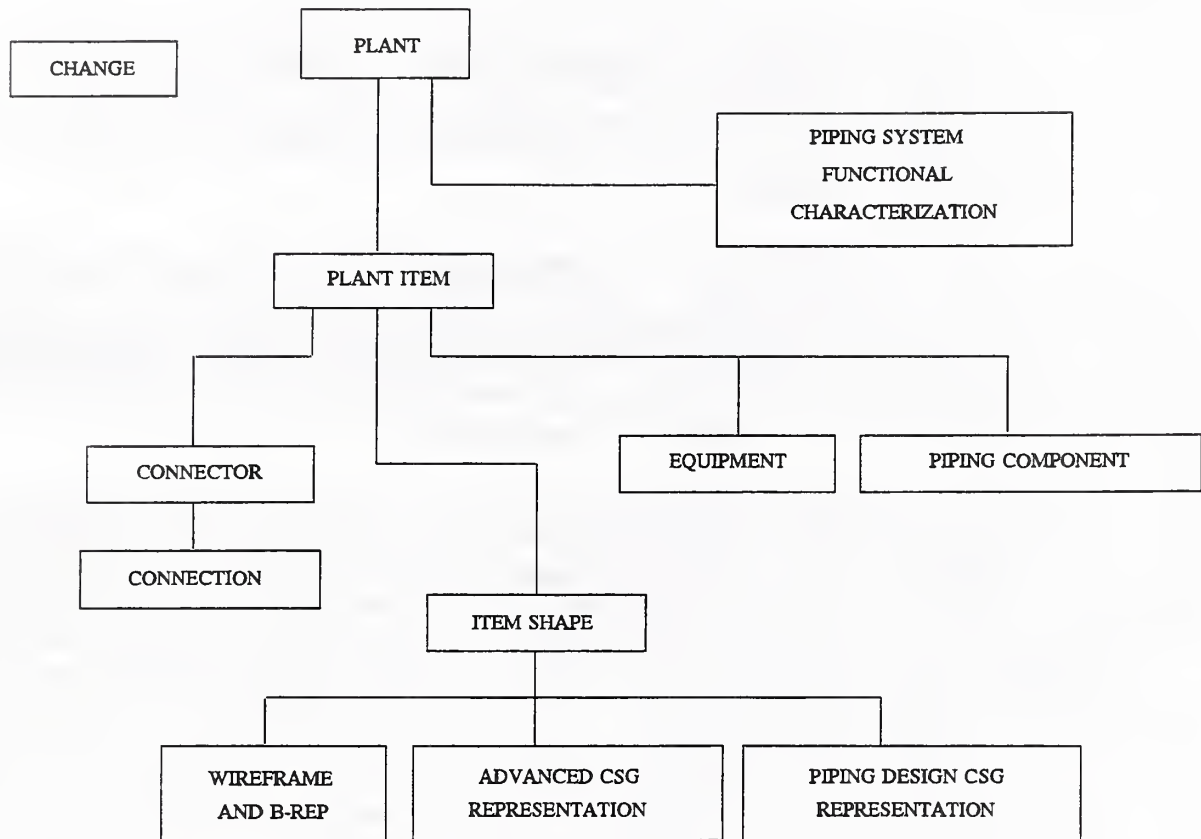 PLANT
CHANGE
PIPING SYSTEM
FUNCTIONAL
CHARACTERIZATION
PLANT ITEM
CONNECTOR
EQUIPMENT
PIPING COMPONENT
CONNECTION
ITEM SHAPE
WIREFRAME
AND B-REP
ADVANCED CSG
REPRESENTATION
PIPING DESIGN CSG
REPRESENTATION